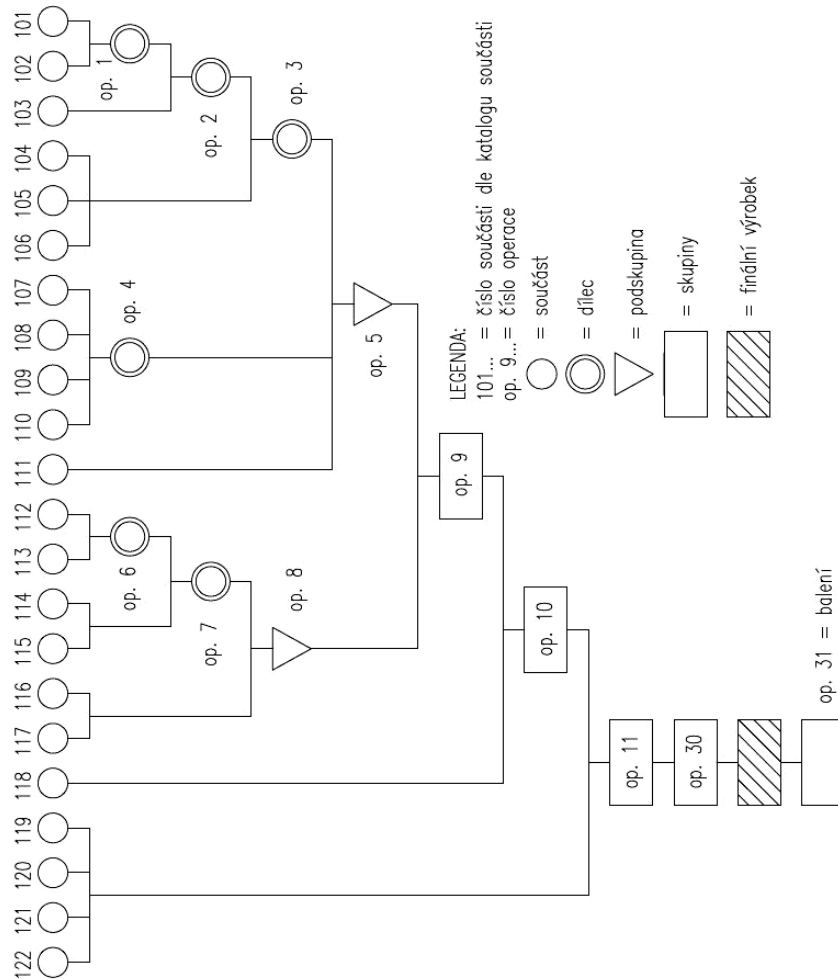 101
102
103
104
105
106
107
108
109
110
111
112
113
114
115
116
117
118
119
120
121
122
op. 1
op. 2
op. 3
op. 4
op. 5
op. 6
op. 7
op. 8
op. 9
op. 10
op. 11
op. 30
op. 31 = balení
LEGENDA:
101... = číslo součásti dle katalogu součásti
op. 9... = číslo operace
= součást
= dílec
= podskupina
= skupiny
= finální výrobek